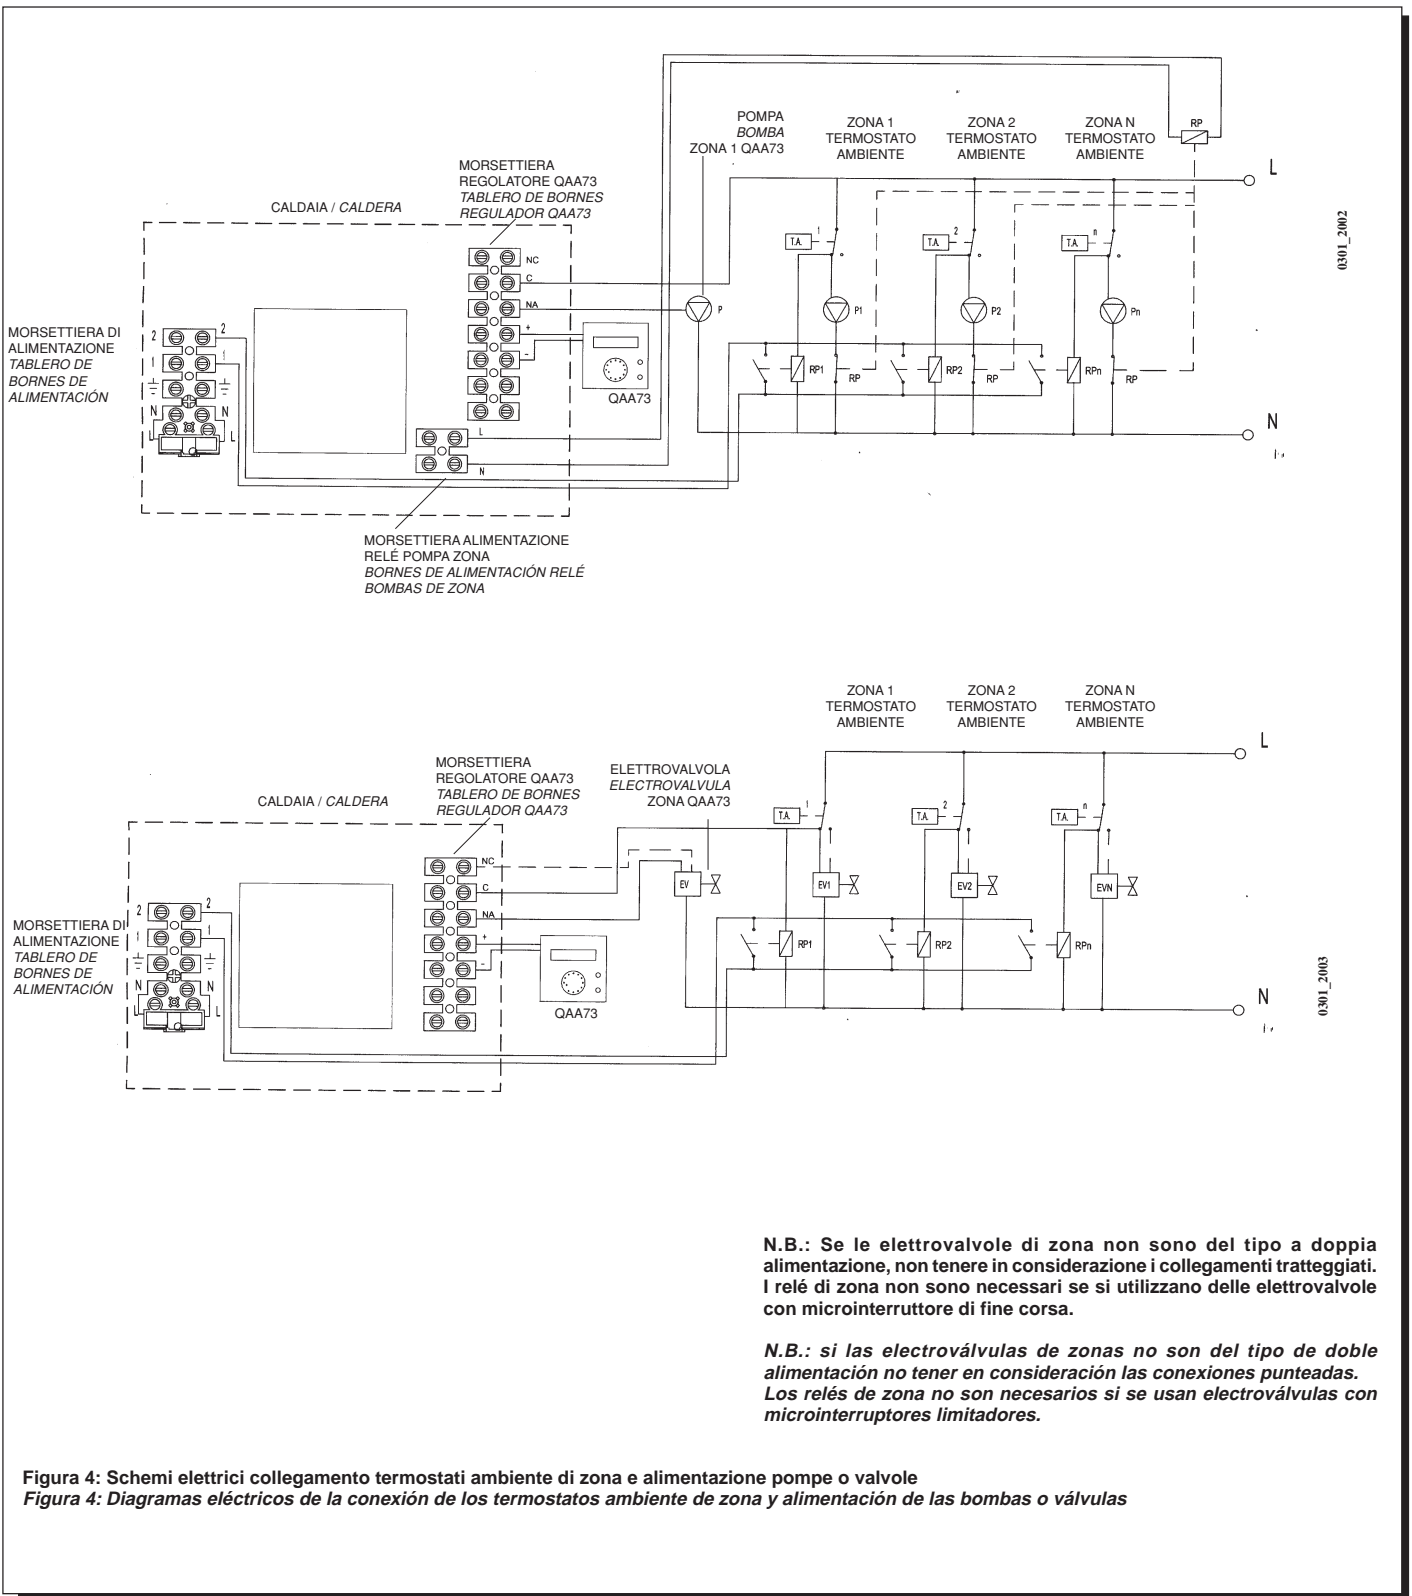 POMPA
BOMBA
ZONA 1 QAA73
ZONA 1
TERMOSTATO
AMBIENTE
ZONA 2
TERMOSTATO
AMBIENTE
ZONA N
TERMOSTATO
AMBIENTE
RP
L
MORSETTIERA
REGOLATORE QAA73
TABLERO DE BORNES
REGULADOR QAA73
CALDAIA / CALDERA
0301_2002
NC
C
NA
+
-
P
T.A.
1
T.A.
2
T.A.
n
P1
P2
Pn
MORSETTIERA DI
ALIMENTAZIONE
TABLERO DE
BORNES DE
ALIMENTACIÓN
2
2
1
1
N
N
L
L
QAA73
RP1
RP
RP2
RP
RPn
RP
N
L
N
MORSETTIERA ALIMENTAZIONE
RELÉ POMPA ZONA
BORNES DE ALIMENTACIÓN RELÉ
BOMBAS DE ZONA
ZONA 1
TERMOSTATO
AMBIENTE
ZONA 2
TERMOSTATO
AMBIENTE
ZONA N
TERMOSTATO
AMBIENTE
L
MORSETTIERA
REGOLATORE QAA73
TABLERO DE BORNES
REGULADOR QAA73
ELETTROVALVOLA
ELECTROVALVULA
ZONA QAA73
CALDAIA / CALDERA
T.A.
1
T.A.
2
T.A.
n
NC
C
NA
+
-
EV
EV1
EV2
EVN
MORSETTIERA DI
ALIMENTAZIONE
TABLERO DE
BORNES DE
ALIMENTACIÓN
2
2
1
1
N
N
L
L
QAA73
RP1
RP2
RPn
N
0301_2003
N.B.: Se le elettrovalvole di zona non sono del tipo a doppia
alimentazione, non tenere in considerazione i collegamenti tratteggiati.
I relé di zona non sono necessari se si utilizzano delle elettrovalvole
con microinterruttore di fine corsa.
N.B.: si las electroválvulas de zonas no son del tipo de doble
alimentación no tener en consideración las conexiones punteadas.
Los relés de zona no son necesarios si se usan electroválvulas con
microinterruptores limitadores.
Figura 4: Schemi elettrici collegamento termostati ambiente di zona e alimentazione pompe o valvole
Figura 4: Diagramas eléctricos de la conexión de los termostatos ambiente de zona y alimentación de las bombas o válvulas